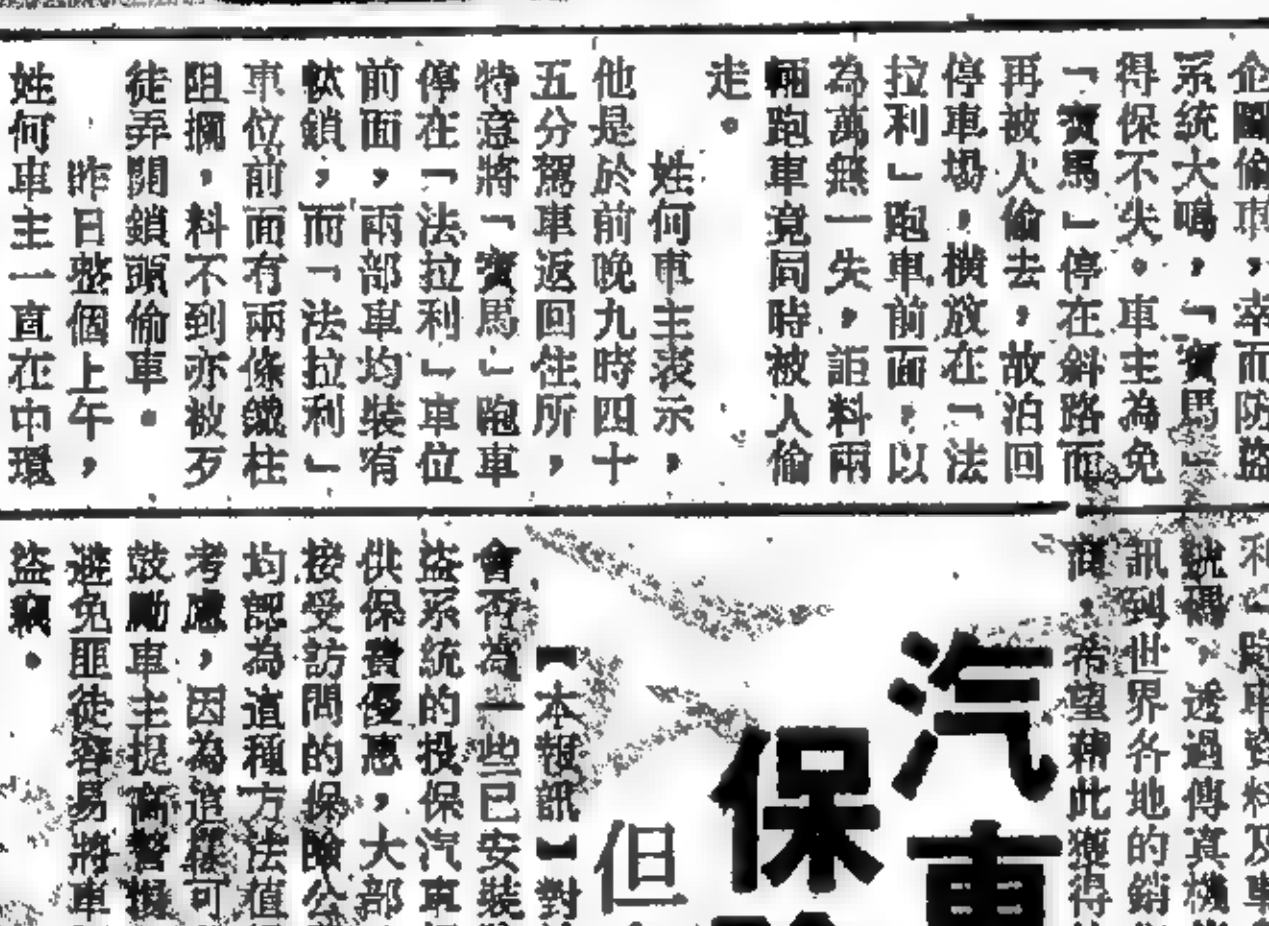 企圖偷車，幸而防盜
系統大鳴，「寶馬」
得保不失。車主為免
「寶馬」停在斜路而
再被人偷去，故泊回
停車場，橫放在「法
拉利」跑車前面，以
為萬無一失，詎料兩
輛跑車竟同時被人偷
走。
姓何車主表示，
他是於前晚九時四十
五分駕車返回住所，
特意將「寶馬」跑車
停在「法拉利」車位
前面，兩部車均裝有
軚鎖，而「法拉利」
車位前面有兩條鐵柱
阻攔，料不到亦被歹
徒弄開鎖頭偷車。
昨日整個上午，
姓何車主一直在中環
利」跑車資料及車
號碼，透過傳真機
訊到世界各地的銷
商，希望藉此獲得
汽車
保
但
【本報訊】對
會否為一些已安裝
盜系統的投保汽車
供保費優惠，大部
接受訪問的保險公
均認為這種方法值
考慮，因為這樣可
鼓勵車主提高警惕
避免匪徒容易將車
盜竊。